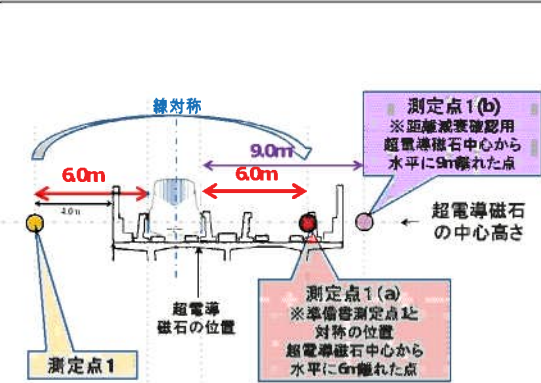 線対称
測定点1(b)
※距離減衰確認用
超電導磁石中心から
水平に9m離れた点
9.0m
6.0m
6.0m
4.0m
超電導磁石
の中心高さ
超電導
磁石の位置
測定点1(a)
※準備書測定点1と
対称の位置
超電導磁石中心から
水平に6m離れた点
測定点1